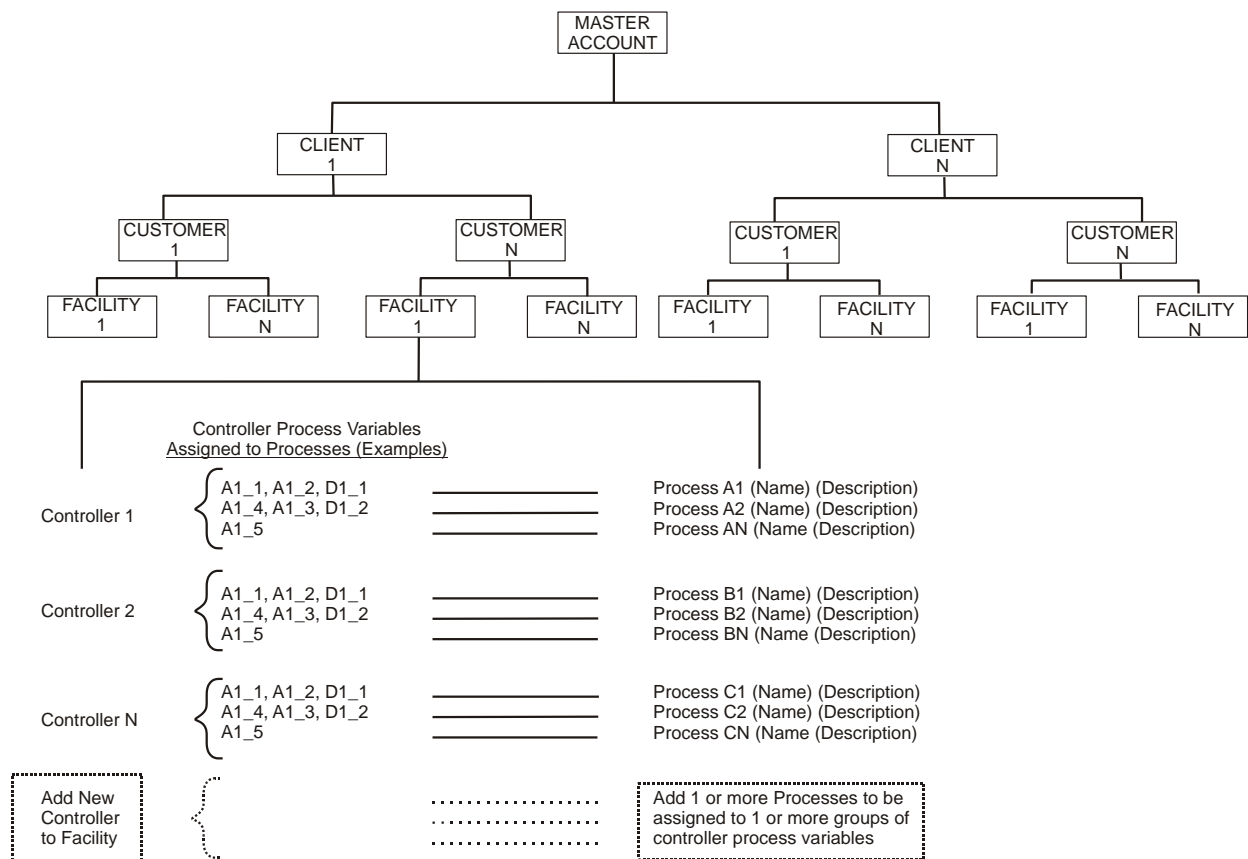 MASTER
ACCOUNT
CLIENT
1
CLIENT
N
CUSTOMER
1
CUSTOMER
N
CUSTOMER
1
CUSTOMER
N
FACILITY
1
FACILITY
N
FACILITY
1
FACILITY
N
FACILITY
1
FACILITY
N
FACILITY
1
FACILITY
N
Controller Process Variables
Assigned to Processes (Examples)
Controller 1
A1_1, A1_2, D1_1
A1_4, A1_3, D1_2
A1_5
Process A1 (Name) (Description)
Process A2 (Name) (Description)
Process AN (Name (Description)
Controller 2
A1_1, A1_2, D1_1
A1_4, A1_3, D1_2
A1_5
Process B1 (Name) (Description)
Process B2 (Name) (Description)
Process BN (Name (Description)
Controller N
A1_1, A1_2, D1_1
A1_4, A1_3, D1_2
A1_5
Process C1 (Name) (Description)
Process C2 (Name) (Description)
Process CN (Name (Description)
Add New
Controller
to Facility
Add 1 or more Processes to be
assigned to 1 or more groups of
controller process variables